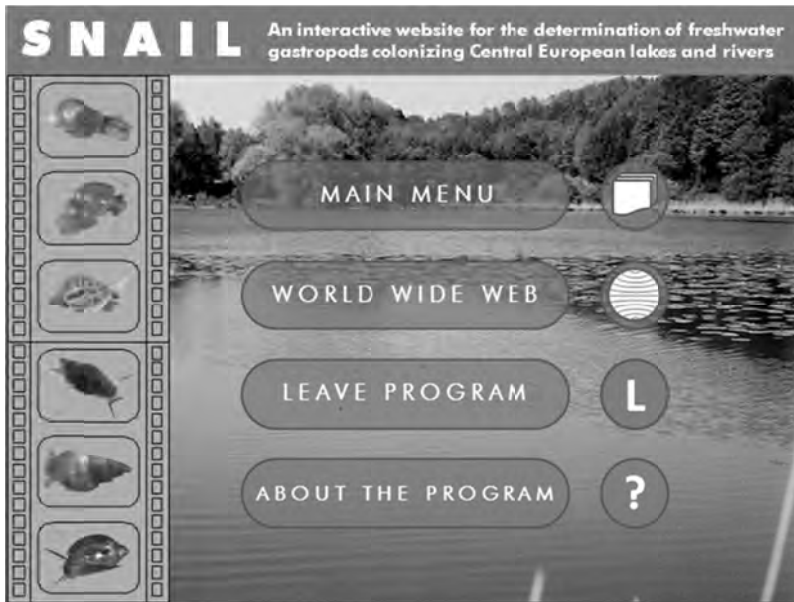 SNAIL
An interactive website for the determination of freshwater
gastropods colonizing Central European lakes and rivers
MAIN MENU
WORLD WIDE WEB
LEAVE PROGRAM
L
ABOUT THE PROGRAM
?